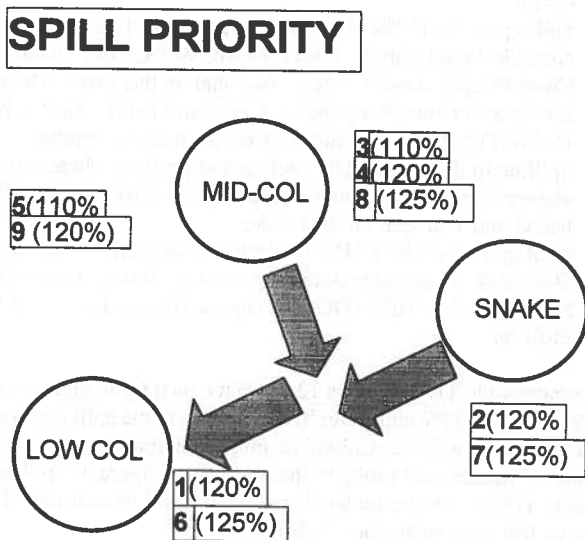 SPILL PRIORITY
MID-COL
3(110%
4(120%
8 (125%)
5(110%
9 (120%)
SNAKE
2(120%
7(125%)
LOW COL
1(120%
6 (125%)